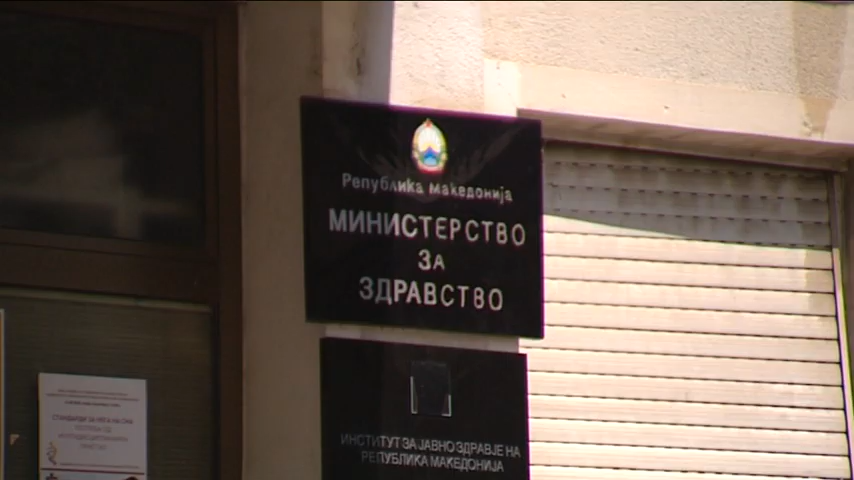 Република Македонија
МИНИСТЕРСТВО
ЗА
ЗДРАВСТВО
ИНСТИТУТ ЗА ЈАВНО ЗДРАВЈЕ НА
РЕПУБЛИКА МАКЕДОНИЈА